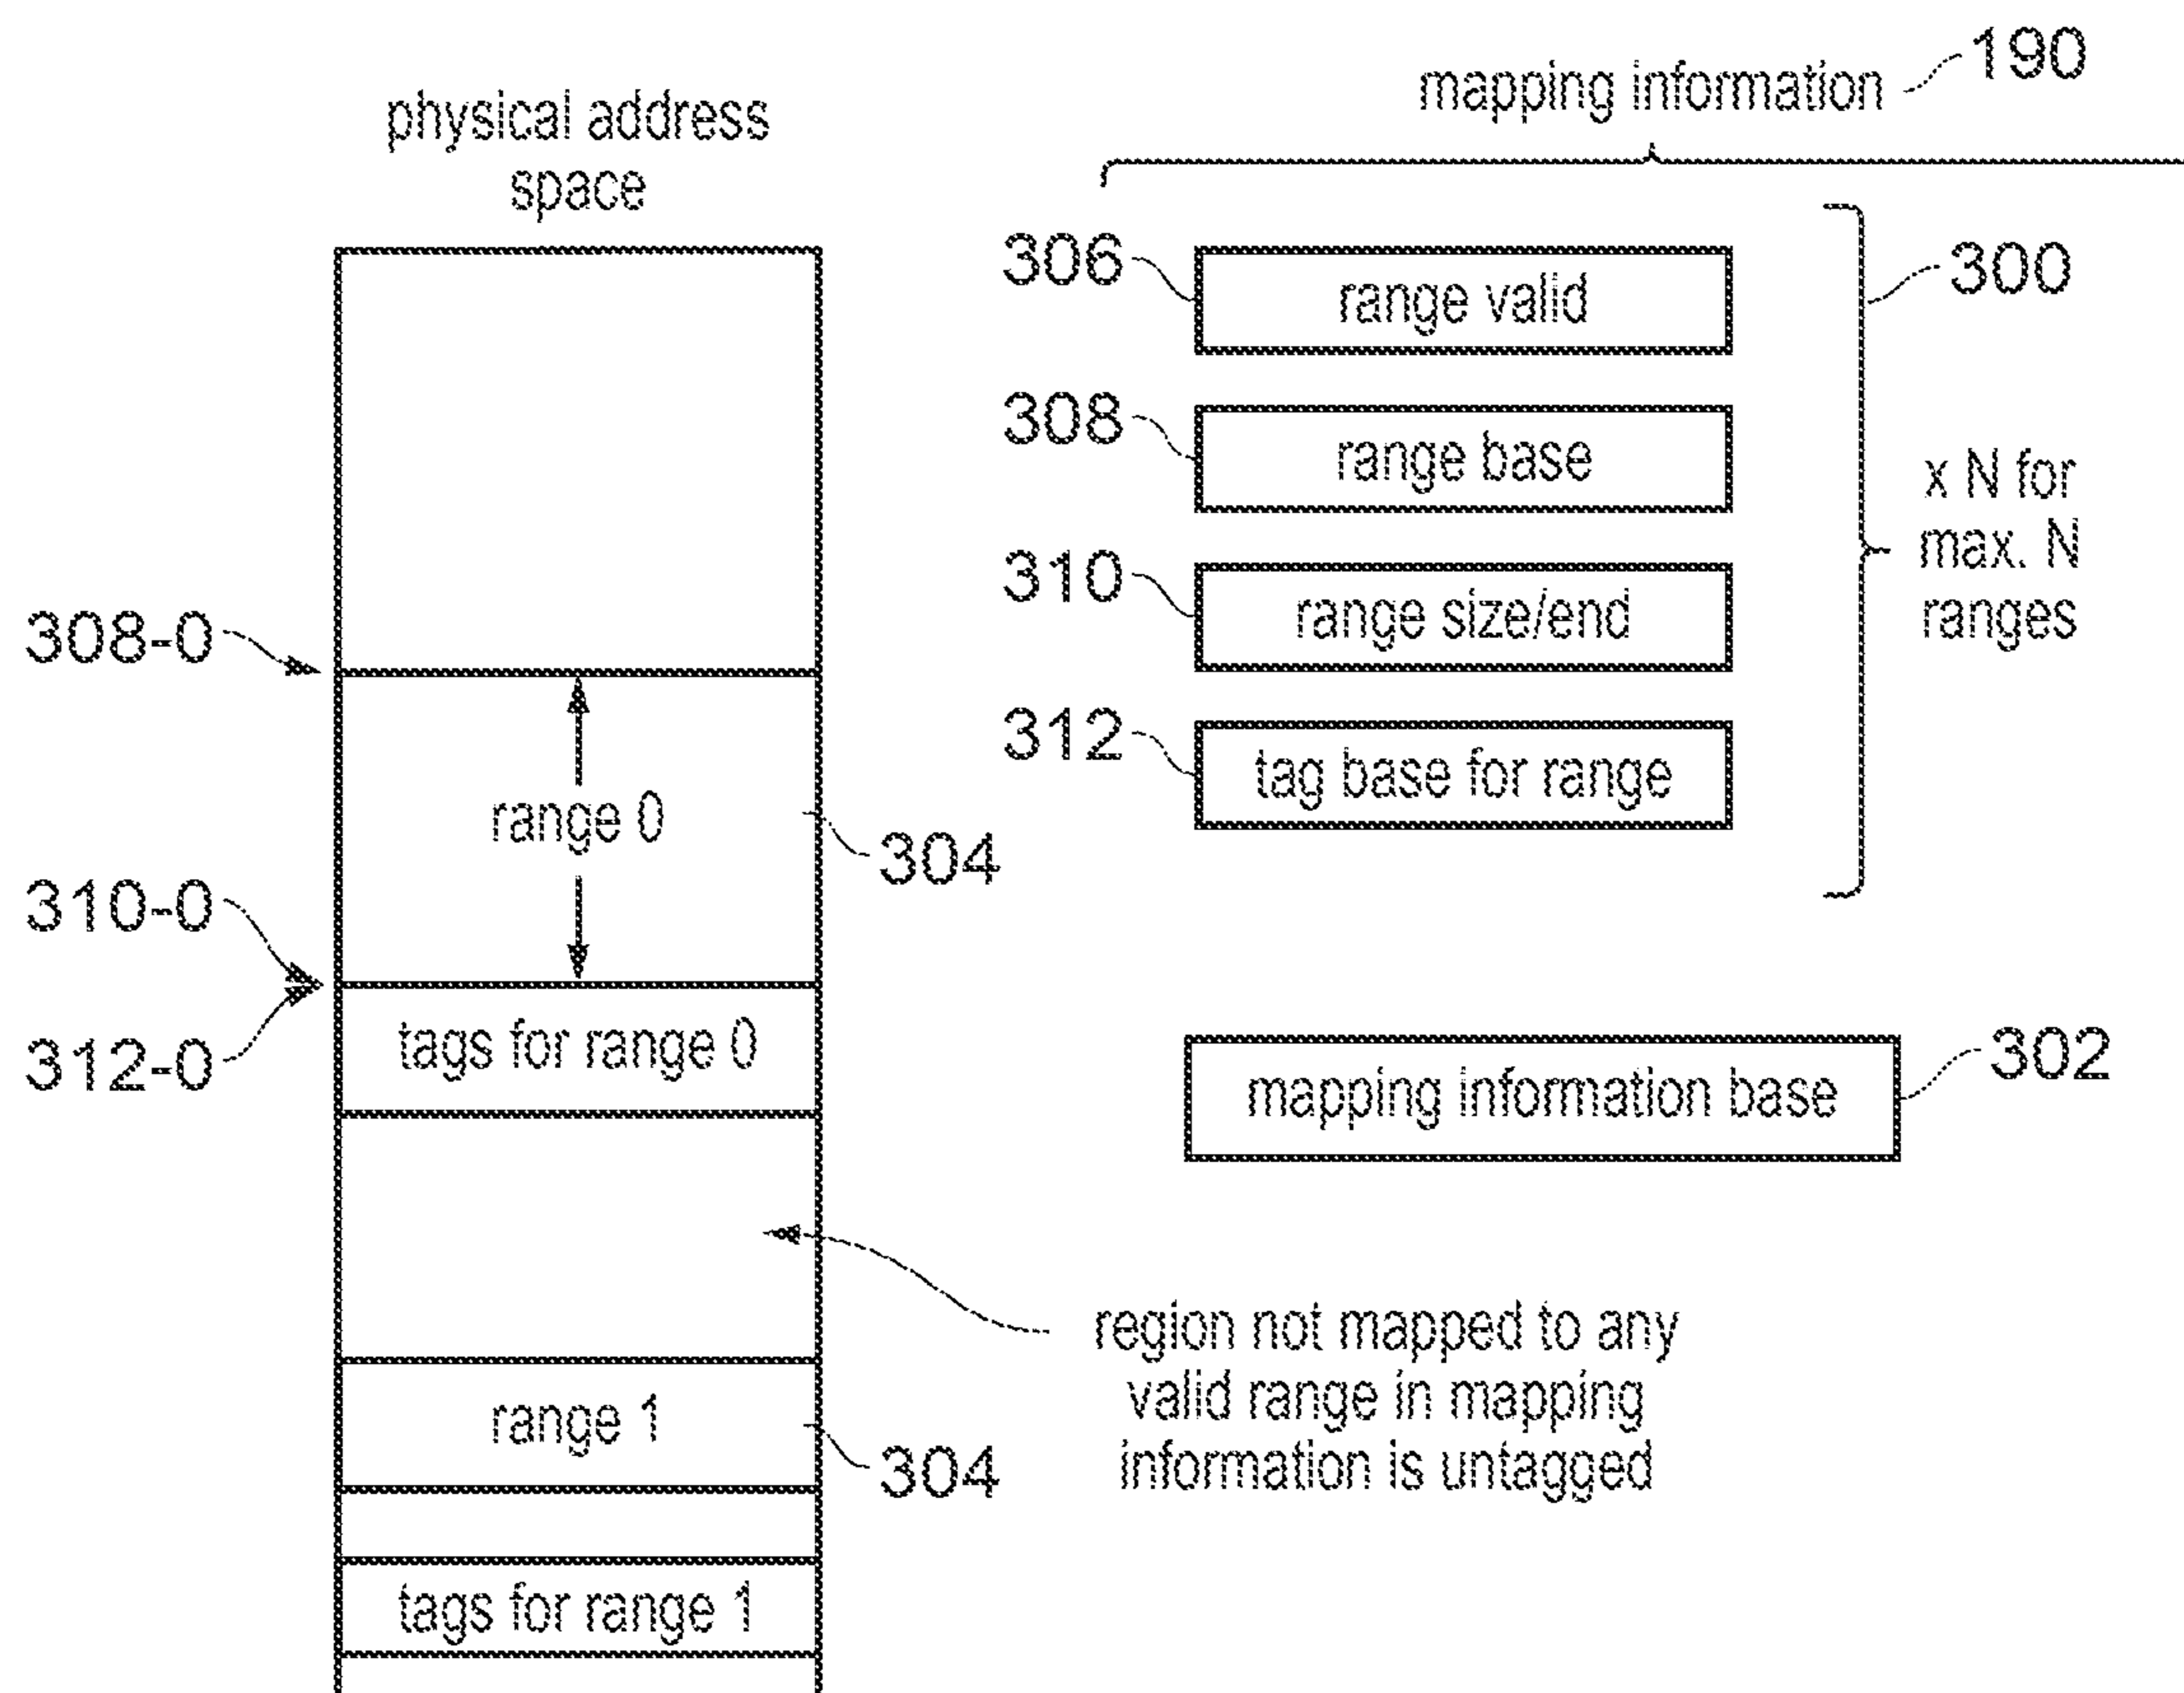 mapping information 190
physical address
space
306 range valid
300
308 range base
310 range size/end
312 tag base for range
x N for
max. N
ranges
308-0
range 0
304
310-0
312-0
tags for range 0
mapping information base 302
region not mapped to any
valid range in mapping
information is untagged
range 1
304
tags for range 1